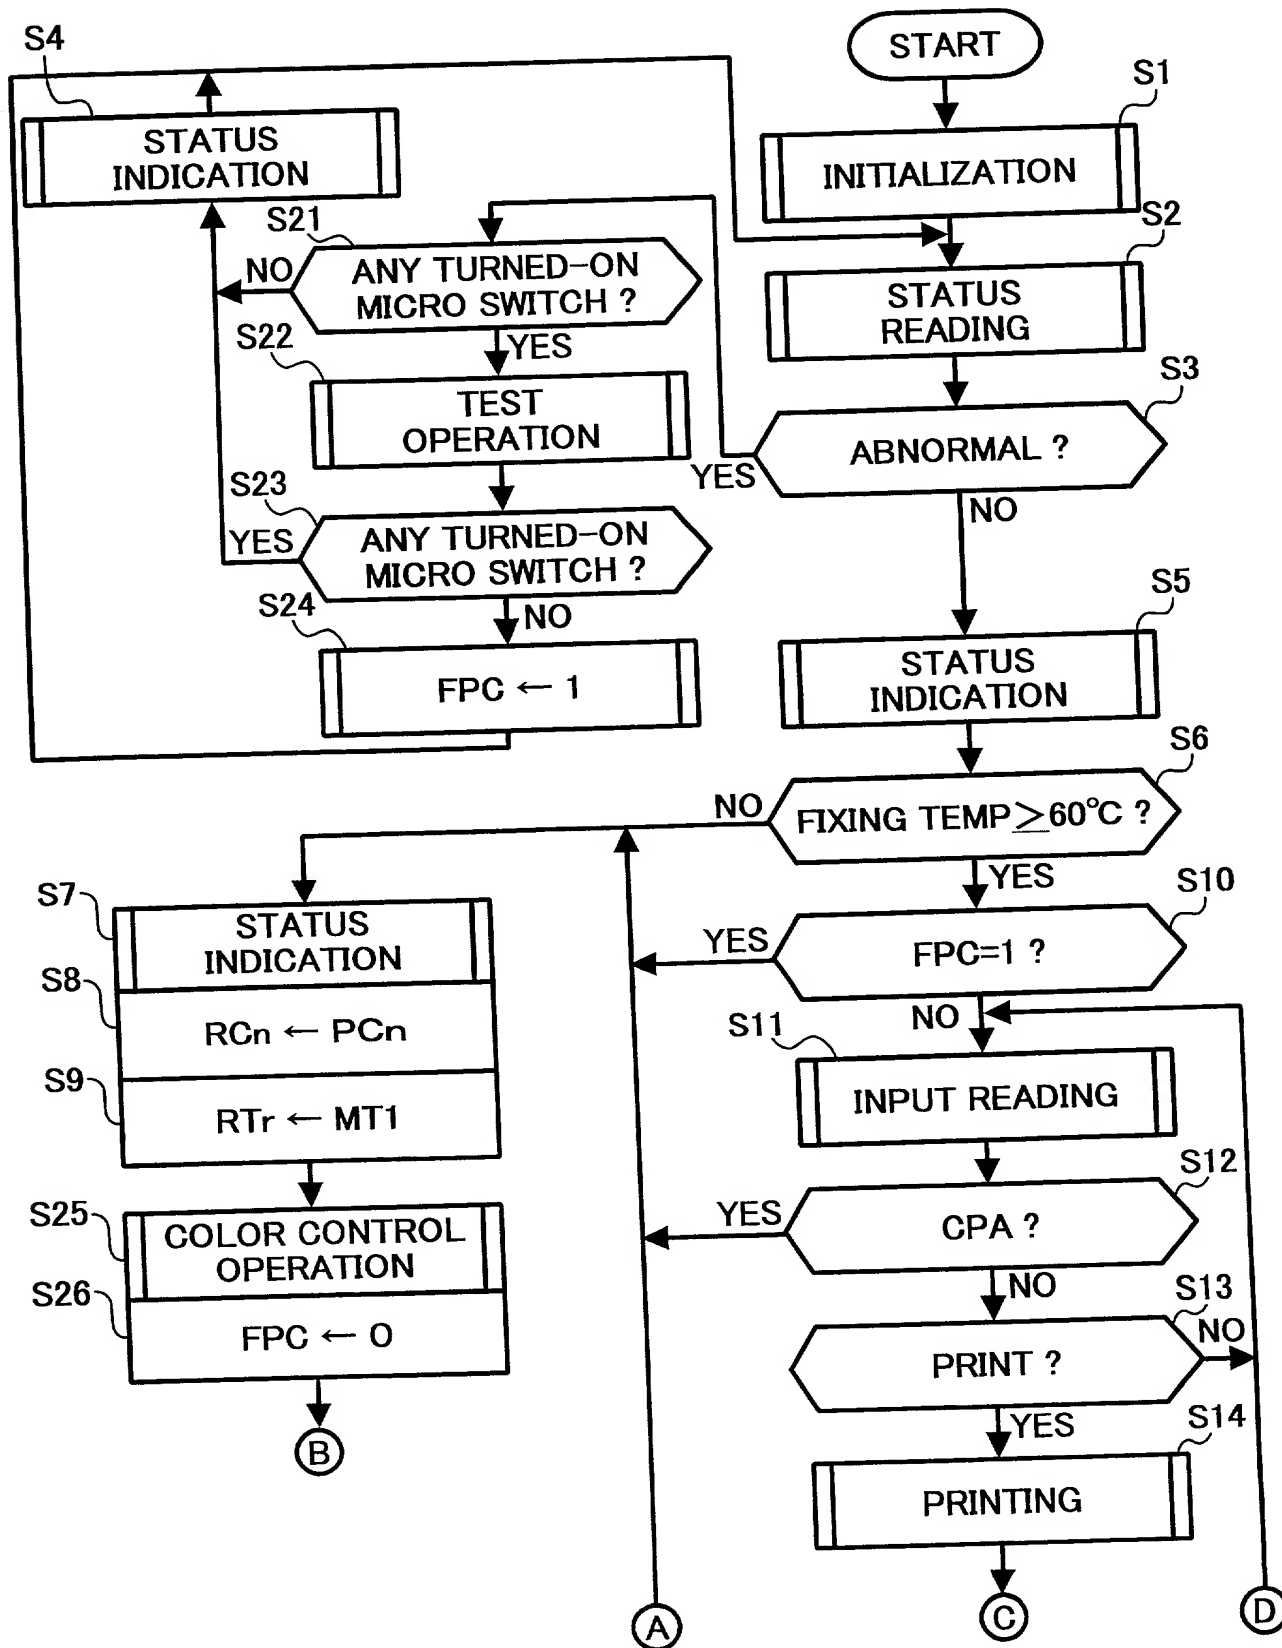 START
S1
INITIALIZATION
S2
STATUS
READING
S3
ABNORMAL ?
YES
NO
S4
STATUS
INDICATION
S21
ANY TURNED-ON
MICRO SWITCH ?
NO
YES
S22
TEST
OPERATION
S23
ANY TURNED-ON
MICRO SWITCH ?
YES
NO
S24
FPC ← 1
S5
STATUS
INDICATION
S6
FIXING TEMP ≥ 60°C ?
NO
YES
S7
STATUS
INDICATION
S8
RCn ← PCn
S9
RTr ← MT1
S25
COLOR CONTROL
OPERATION
S26
FPC ← 0
B
S10
FPC=1 ?
YES
NO
S11
INPUT READING
S12
CPA ?
YES
NO
S13
PRINT ?
NO
YES
S14
PRINTING
A
C
D